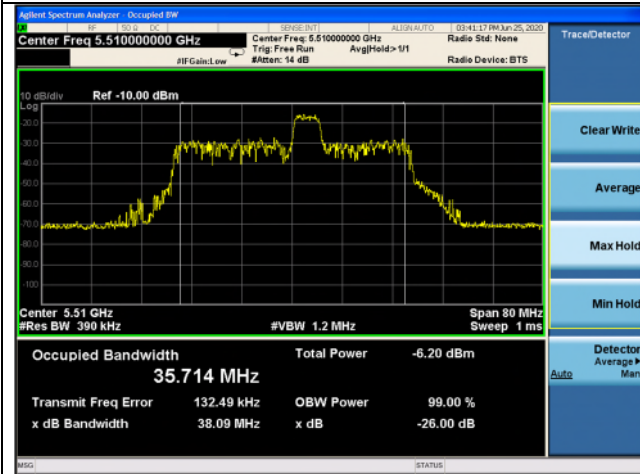 Agilent Spectrum Analyzer - Occupied BW
RF 50 Ω DC SENSE:INT ALIGN AUTO 03:41:17 PM Jun 25, 2020
Center Freq 5.510000000 GHz
Center Freq: 5.510000000 GHz
Radio Std: None
Trig: Free Run Avg|Hold>1/1
#IFGain:Low #Atten: 14 dB Radio Device: BTS
Trace/Detector
10 dB/div Ref -10.00 dBm
Log
-20.0
-30.0
-40.0
-50.0
-60.0
-70.0
-80.0
-90.0
-100
Center 5.51 GHz Span 80 MHz
#Res BW 390 kHz #VBW 1.2 MHz Sweep 1 ms
Occupied Bandwidth Total Power -6.20 dBm
35.714 MHz
Transmit Freq Error 132.49 kHz OBW Power 99.00 %
x dB Bandwidth 38.09 MHz x dB -26.00 dB
Clear Write
Average
Max Hold
Min Hold
Detector
Average
Auto Man
MSG STATUS